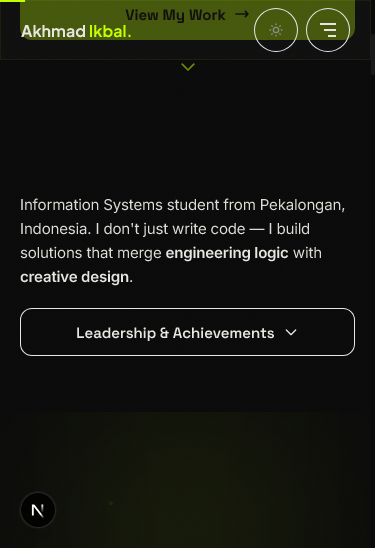 View My Work →
Akhmad Ikbal.
Information Systems student from Pekalongan,
Indonesia. I don't just write code — I build
solutions that merge engineering logic with
creative design.
Leadership & Achievements
N